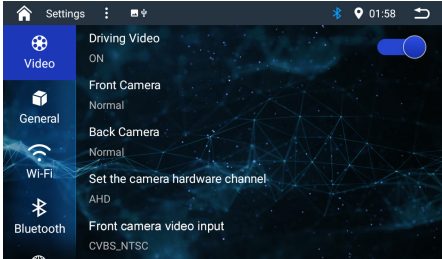 Settings
01:58
Video
General
Wi-Fi
Bluetooth
Driving Video
ON
Front Camera
Normal
Back Camera
Normal
Set the camera hardware channel
AHD
Front camera video input
CVBS_NTSC